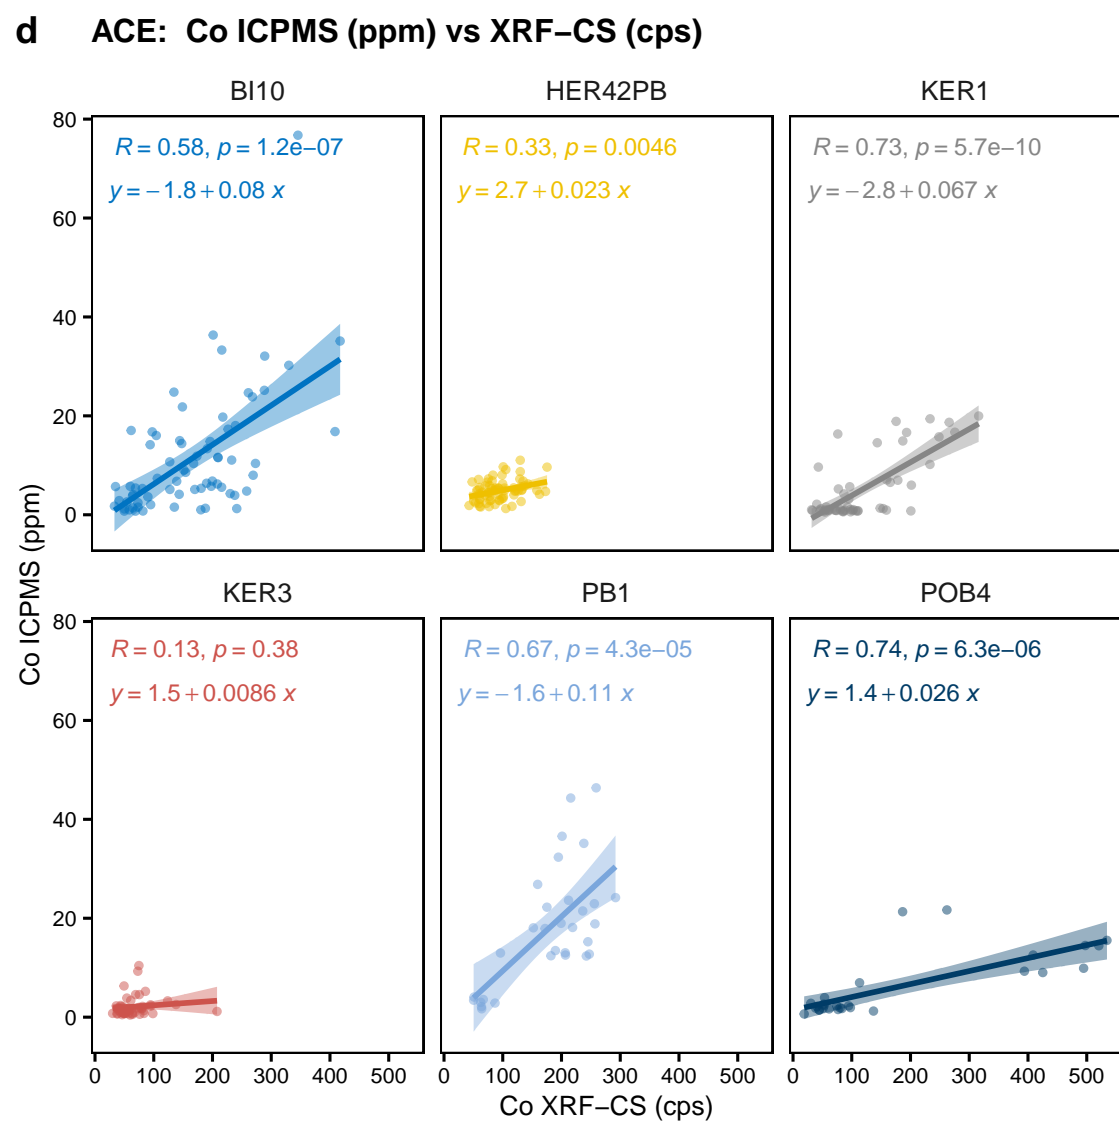 d ACE: Co ICPMS (ppm) vs XRF−CS (cps)
BI10 HER42PB KER1
R = 0.58, p = 1.2e−07 R = 0.33, p = 0.0046 R = 0.73, p = 5.7e−10
y = −1.8 + 0.08 x y = 2.7 + 0.023 x y = −2.8 + 0.067 x
80
60
40
20
0
Co ICPMS (ppm)
KER3 PB1 POB4
R = 0.13, p = 0.38 R = 0.67, p = 4.3e−05 R = 0.74, p = 6.3e−06
y = 1.5 + 0.0086 x y = −1.6 + 0.11 x y = 1.4 + 0.026 x
80
60
40
20
0
0 100 200 300 400 500 0 100 200 300 400 500 0 100 200 300 400 500
Co XRF−CS (cps)